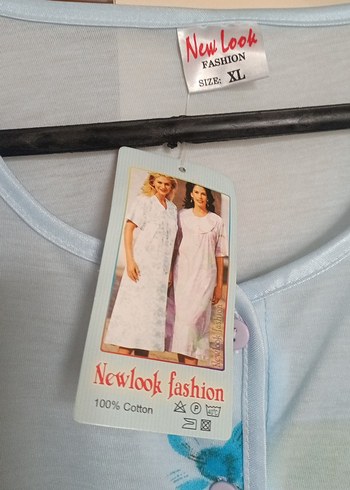 New Look
FASHION
SIZE: XL
Newlook fashion
100% Cotton